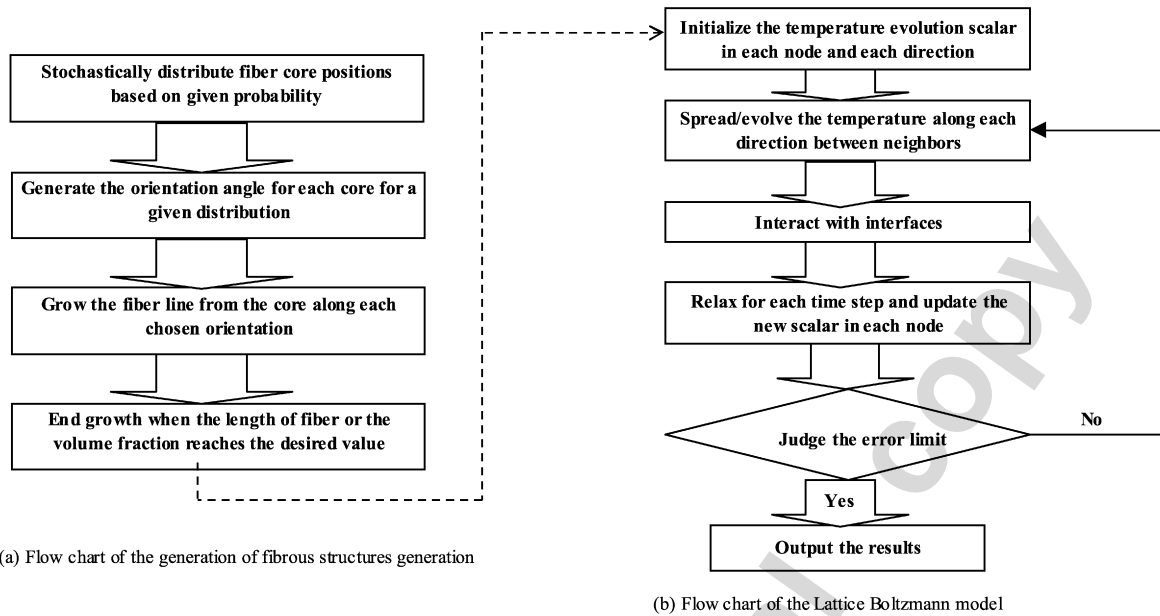 Stochastically distribute fiber core positions
based on given probability
Generate the orientation angle for each core for a
given distribution
Grow the fiber line from the core along each
chosen orientation
End growth when the length of fiber or the
volume fraction reaches the desired value
(a) Flow chart of the generation of fibrous structures generation
Initialize the temperature evolution scalar
in each node and each direction
Spread/evolve the temperature along each
direction between neighbors
Interact with interfaces
Relax for each time step and update the
new scalar in each node
Judge the error limit
No
Yes
Output the results
(b) Flow chart of the Lattice Boltzmann model
copy